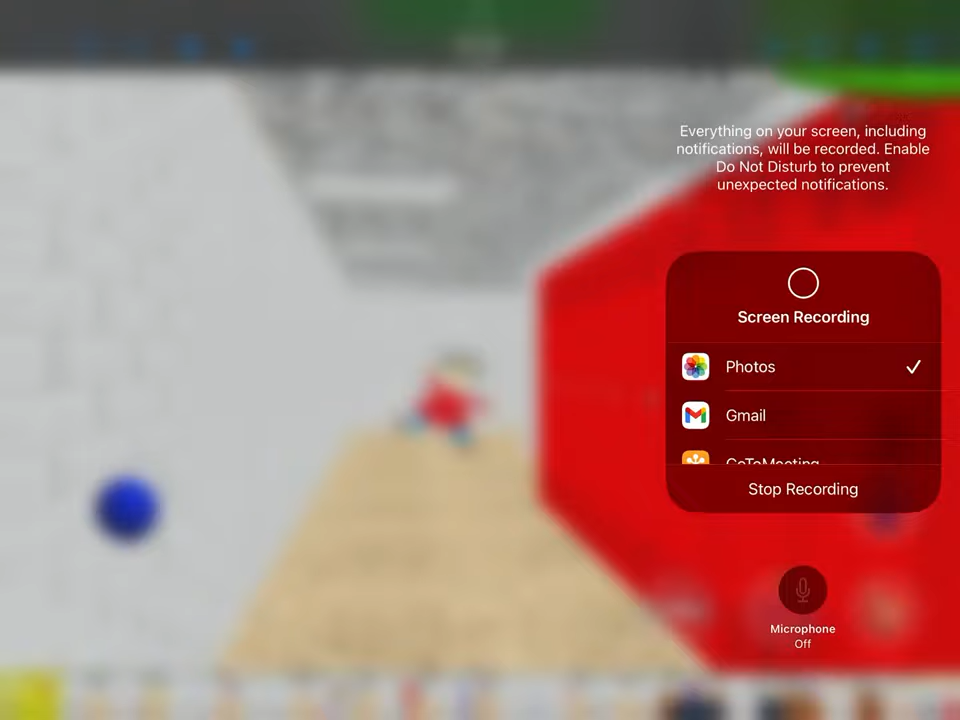 Everything on your screen, including
notifications, will be recorded. Enable
Do Not Disturb to prevent
unexpected notifications.
Screen Recording
Photos
Gmail
GoToMeeting
Stop Recording
Microphone
Off